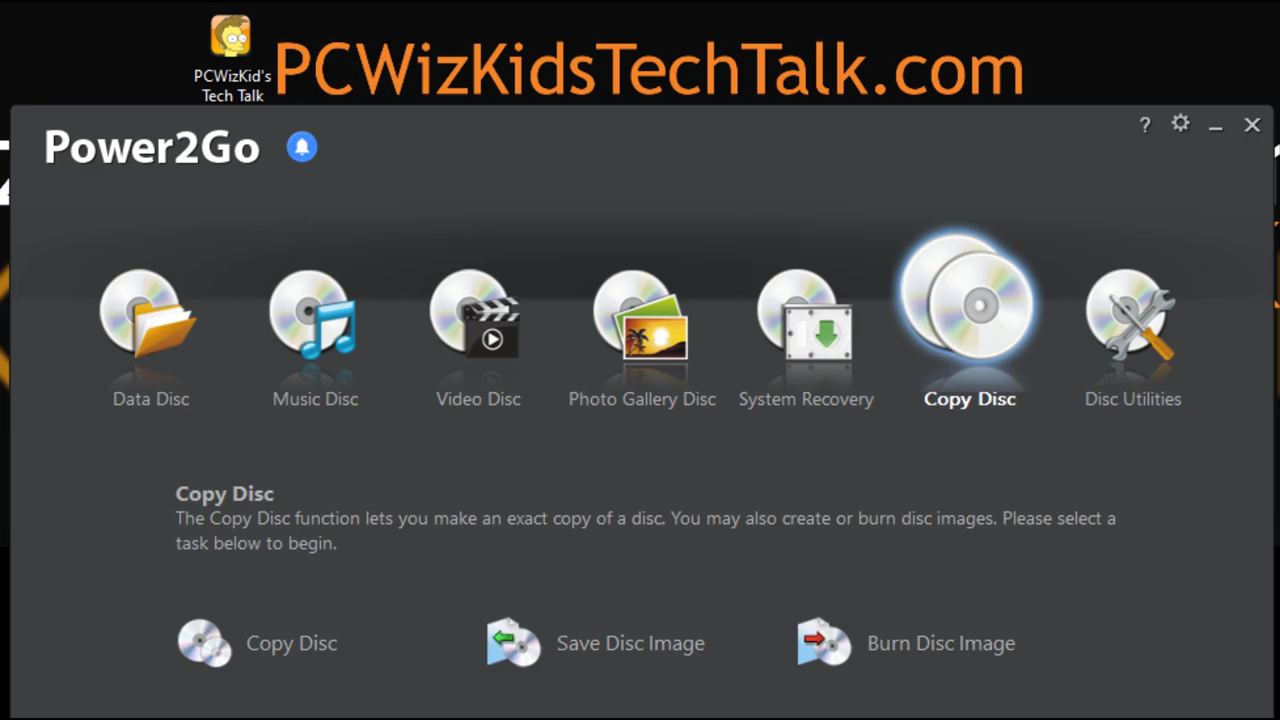 PCWizKid's
Tech Talk
PCWizKidsTechTalk.com
Power2Go
?
Data Disc
Music Disc
Video Disc
Photo Gallery Disc
System Recovery
Copy Disc
Disc Utilities
Copy Disc
The Copy Disc function lets you make an exact copy of a disc. You may also create or burn disc images. Please select a
task below to begin.
Copy Disc
Save Disc Image
Burn Disc Image